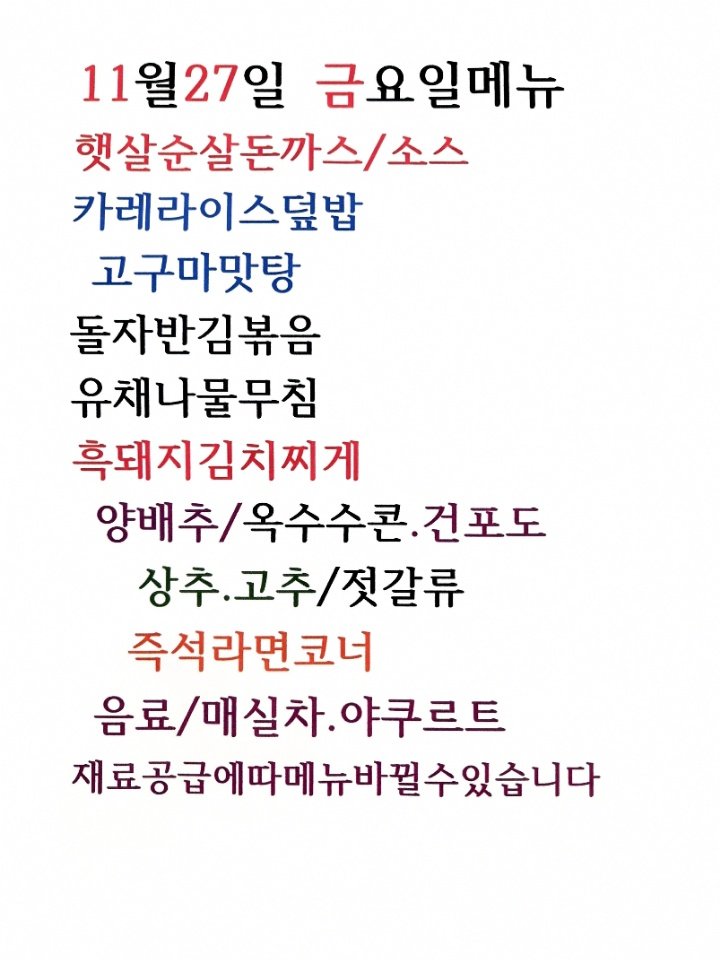 11월27일 금요일메뉴
햇살순살돈까스/소스
카레라이스덮밥
고구마맛탕
돌자반김볶음
유채나물무침
흑돼지김치찌게
양배추/옥수수콘.건포도
상추.고추/젓갈류
즉석라면코너
음료/매실차.야쿠르트
재료공급에따메뉴바뀔수있습니다